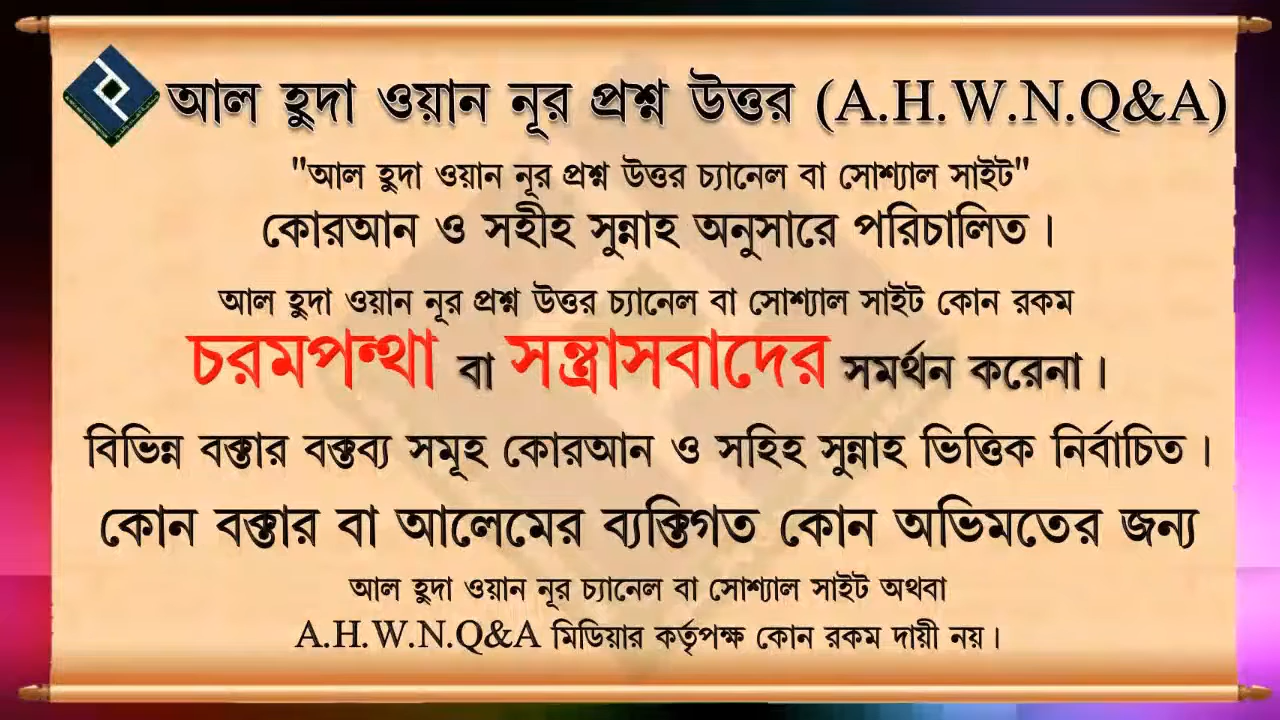 আল হুদা ওয়ান নূর প্রশ্ন উত্তর (A.H.W.N.Q&A)
"আল হুদা ওয়ান নূর প্রশ্ন উত্তর চ্যানেল বা সোশ্যাল সাইট"
কোরআন ও সহীহ সুন্নাহ অনুসারে পরিচালিত ।
আল হুদা ওয়ান নূর প্রশ্ন উত্তর চ্যানেল বা সোশ্যাল সাইট কোন রকম
চরমপন্থা বা সন্ত্রাসবাদের সমর্থন করেনা ।
বিভিন্ন বক্তার বক্তব্য সমূহ কোরআন ও সহিহ সুন্নাহ ভিত্তিক নির্বাচিত ।
কোন বক্তার বা আলেমের ব্যক্তিগত কোন অভিমতের জন্য
আল হুদা ওয়ান নূর চ্যানেল বা সোশ্যাল সাইট অথবা
A.H.W.N.Q&A মিডিয়ার কর্তৃপক্ষ কোন রকম দায়ী নয় ।